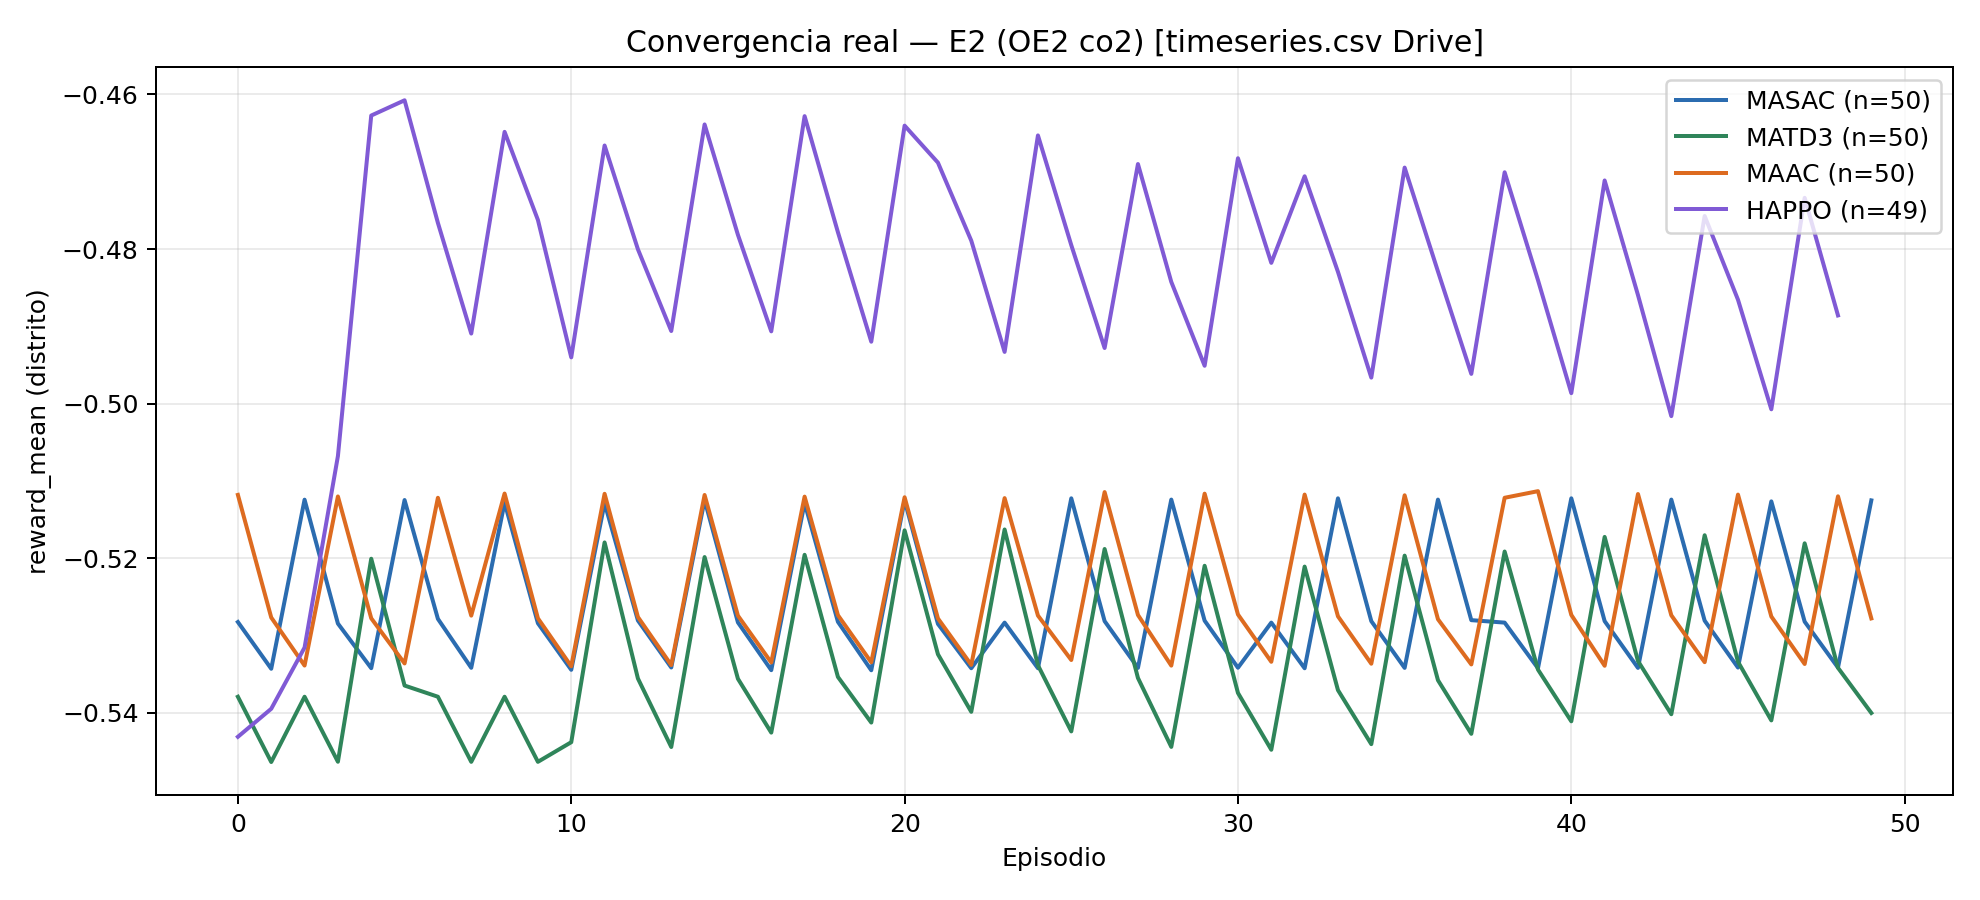 Convergencia real — E2 (OE2 co2) [timeseries.csv Drive]
MASAC (n=50)
MATD3 (n=50)
MAAC (n=50)
HAPPO (n=49)
reward_mean (distrito)
−0.46
−0.48
−0.50
−0.52
−0.54
0 10 20 30 40 50
Episodio